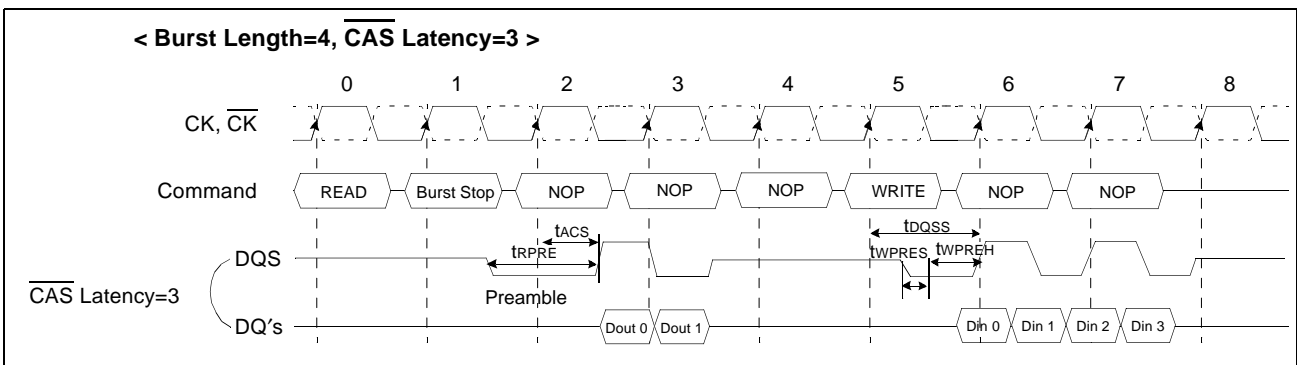 < Burst Length=4, CAS Latency=3 >
0 1 2 3 4 5 6 7 8
CK, CK
Command READ Burst Stop NOP NOP NOP WRITE NOP NOP
tACS tDQSS
tRPRE tWPRES tWPREH
DQS
Preamble
CAS Latency=3
DQ's Dout 0 Dout 1 Din 0 Din 1 Din 2 Din 3